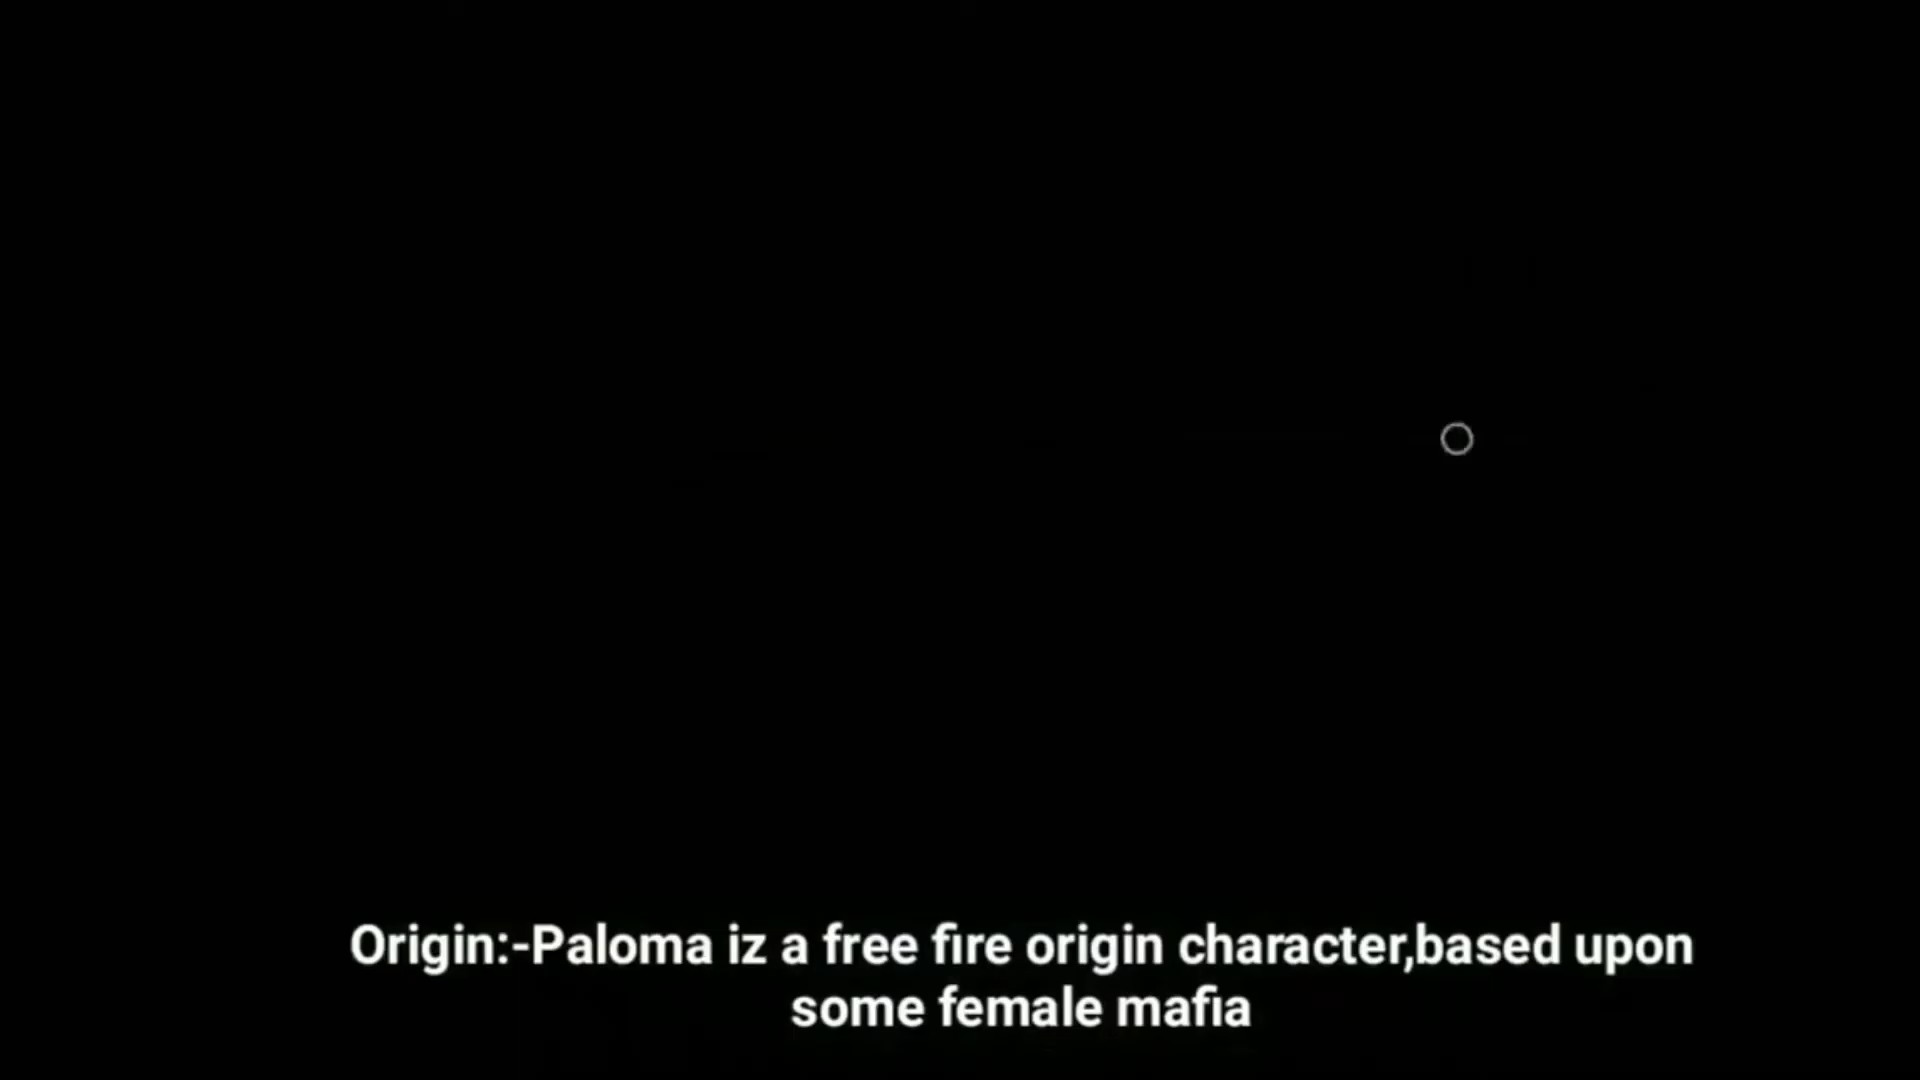 Origin:-Paloma iz a free fire origin character,based upon
some female mafia